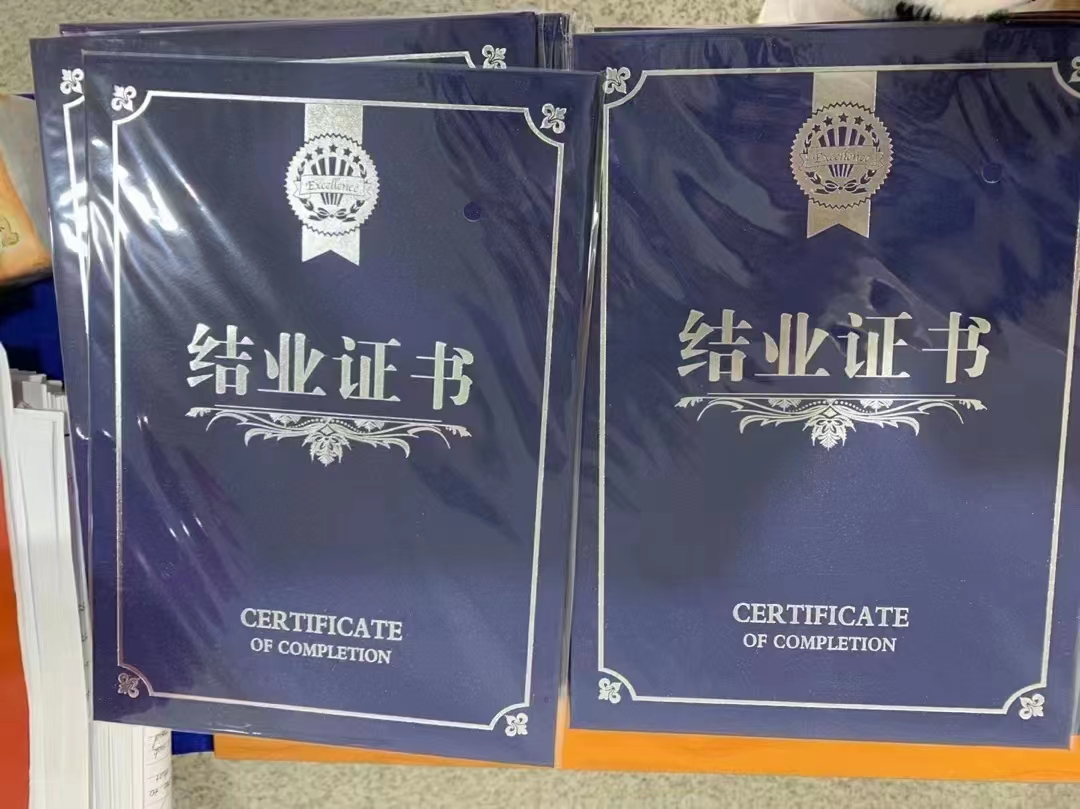 Excellence
结业证书
CERTIFICATE
OF COMPLETION
Excellence
结业证书
CERTIFICATE
OF COMPLETION